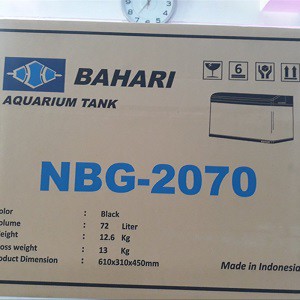 BAHARI
AQUARIUM TANK
6
NBG-2070
olor : Black
olume : 72 Liter
eight : 12.6 Kg
oss weight : 13 Kg
oduct Dimension : 610x310x450mm
Made in Indonesia